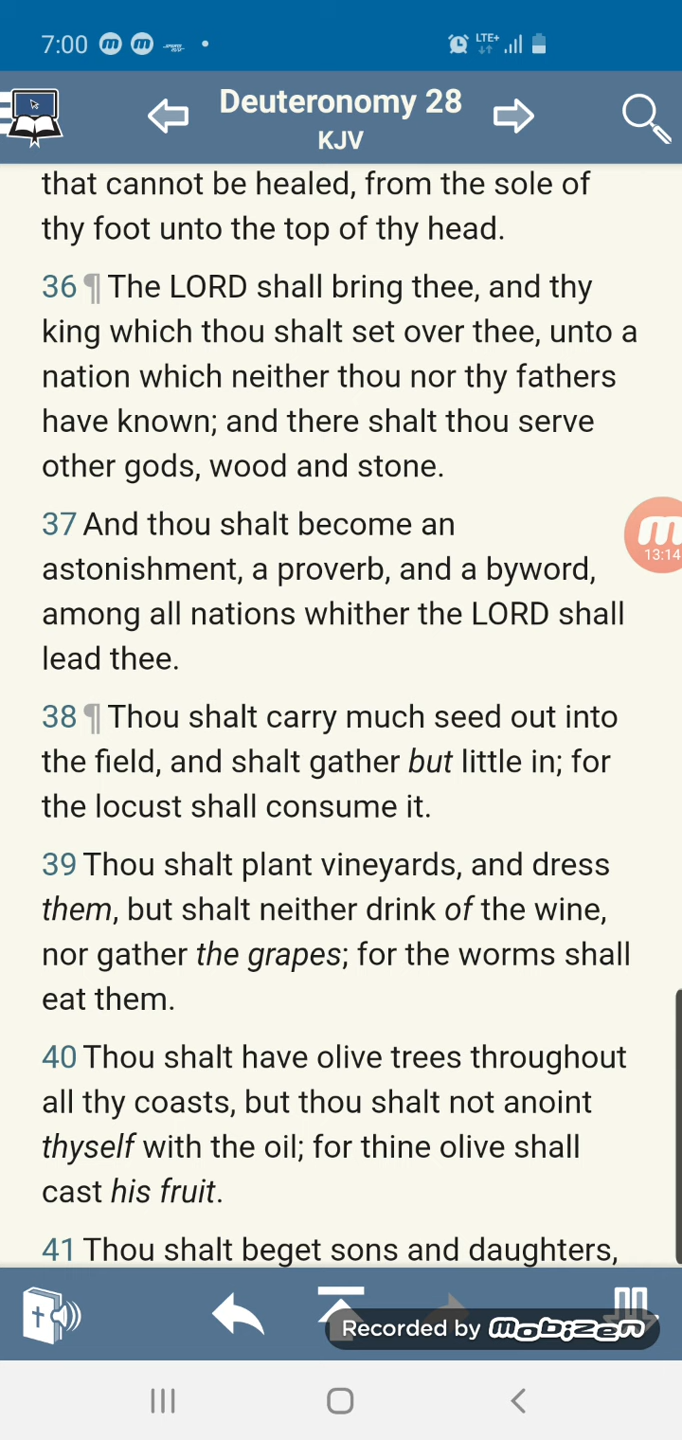 7:00
LTE+
Deuteronomy 28
KJV
that cannot be healed, from the sole of
thy foot unto the top of thy head.
36 ¶ The LORD shall bring thee, and thy
king which thou shalt set over thee, unto a
nation which neither thou nor thy fathers
have known; and there shalt thou serve
other gods, wood and stone.
37 And thou shalt become an
astonishment, a proverb, and a byword,
among all nations whither the LORD shall
lead thee.
38 ¶ Thou shalt carry much seed out into
the field, and shalt gather but little in; for
the locust shall consume it.
39 Thou shalt plant vineyards, and dress
them, but shalt neither drink of the wine,
nor gather the grapes; for the worms shall
eat them.
40 Thou shalt have olive trees throughout
all thy coasts, but thou shalt not anoint
thyself with the oil; for thine olive shall
cast his fruit.
41 Thou shalt beget sons and daughters,
m
13:14
Recorded by mobizen